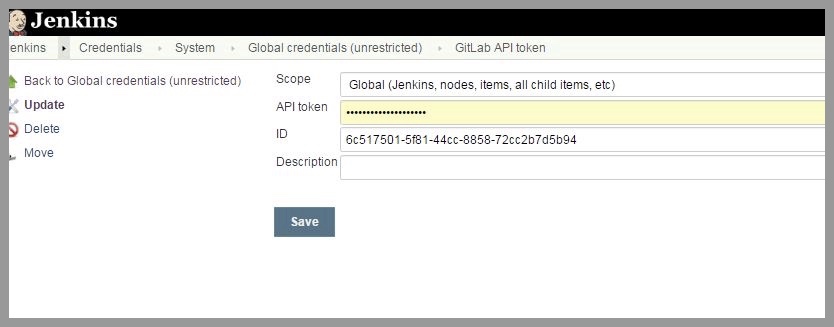 Jenkins
enkins Credentials System Global credentials (unrestricted) GitLab API token
Back to Global credentials (unrestricted)
Update
Delete
Move
Scope Global (Jenkins, nodes, items, all child items, etc)
API token ••••••••••••••••••••
ID 6c517501-5f81-44cc-8858-72cc2b7d5b94
Description
Save